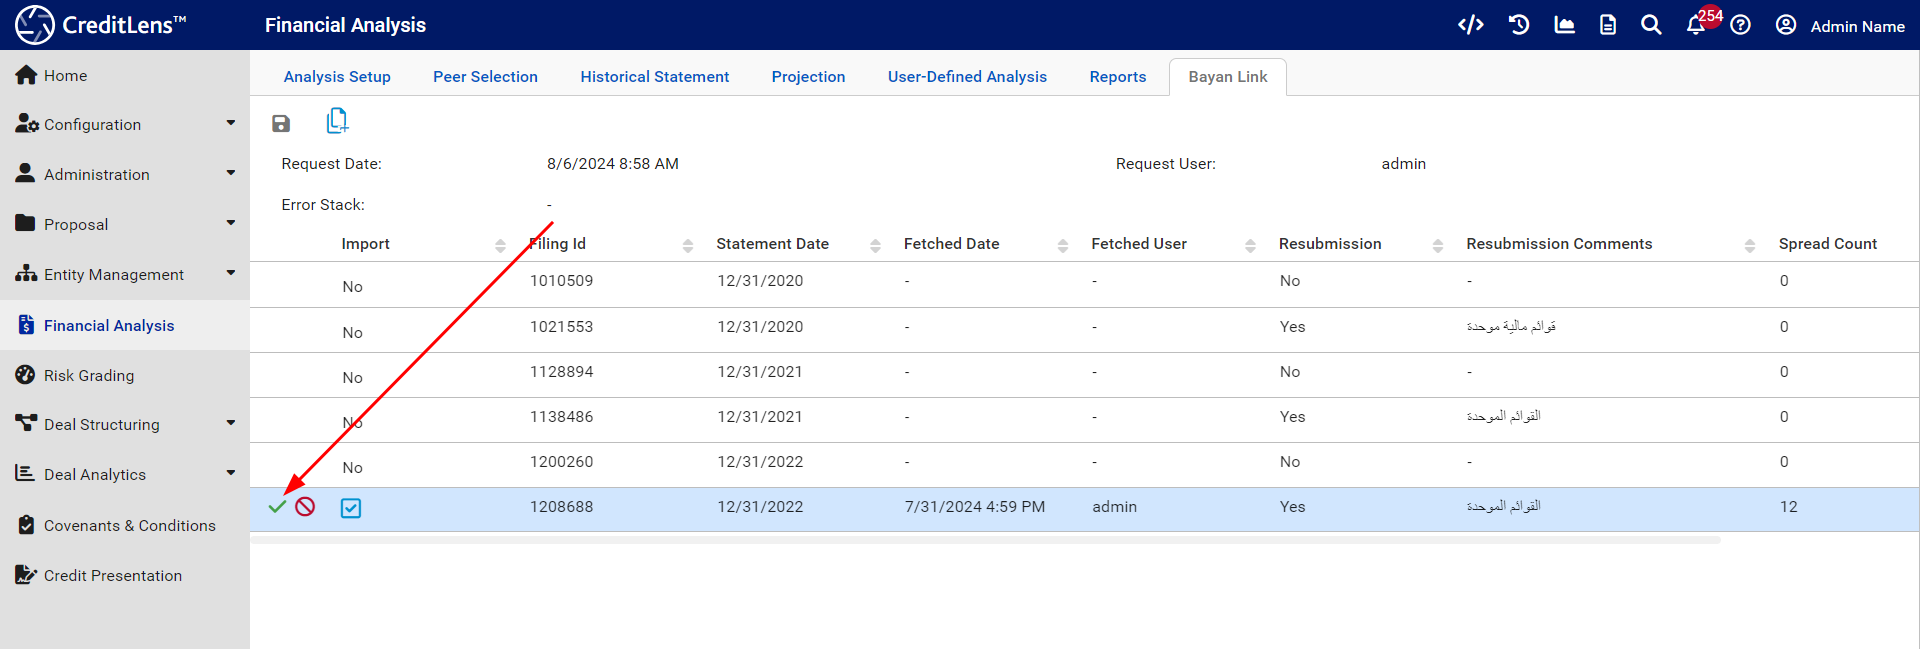 CreditLens™ Financial Analysis 254 Admin Name
Home
Configuration
Administration
Proposal
Entity Management
Financial Analysis
Risk Grading
Deal Structuring
Deal Analytics
Covenants & Conditions
Credit Presentation
Analysis Setup Peer Selection Historical Statement Projection User-Defined Analysis Reports Bayan Link
Request Date: 8/6/2024 8:58 AM Request User: admin
Error Stack: -
Import Filing Id Statement Date Fetched Date Fetched User Resubmission Resubmission Comments Spread Count
No 1010509 12/31/2020 - - No - 0
No 1021553 12/31/2020 - - Yes قوائم مالية موحدة 0
No 1128894 12/31/2021 - - No - 0
No 1138486 12/31/2021 - - Yes القوائم الموحدة 0
No 1200260 12/31/2022 - - No - 0
1208688 12/31/2022 7/31/2024 4:59 PM admin Yes القوائم الموحدة 12